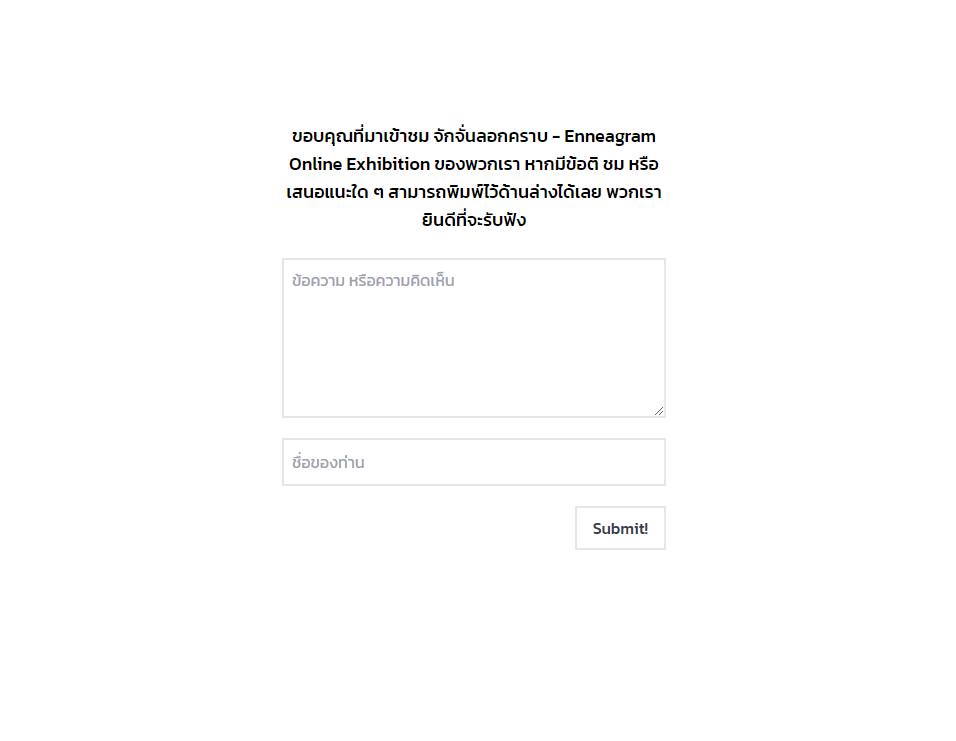 ขอบคุณที่มาเข้าชม จักจั่นลอกคราบ - Enneagram
Online Exhibition ของพวกเรา หากมีข้อติ ชม หรือ
เสนอแนะใด ๆ สามารถพิมพ์ไว้ด้านล่างได้เลย พวกเรา
ยินดีที่จะรับฟัง
ข้อความ หรือความคิดเห็น
ชื่อของท่าน
Submit!